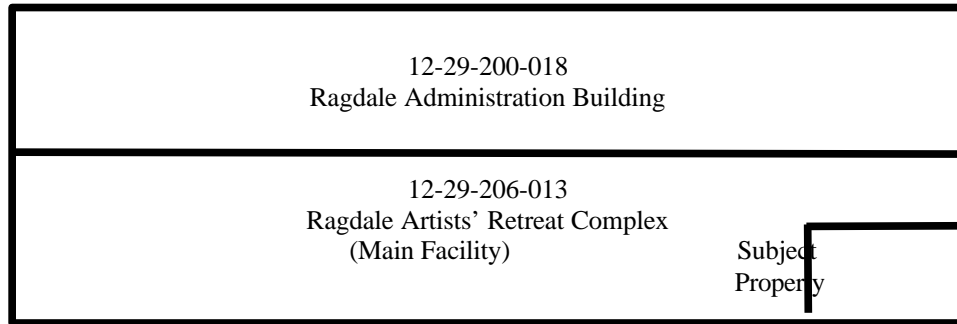 12-29-200-018
Ragdale Administration Building
12-29-206-013
Ragdale Artists’ Retreat Complex
(Main Facility)
Subject
Property